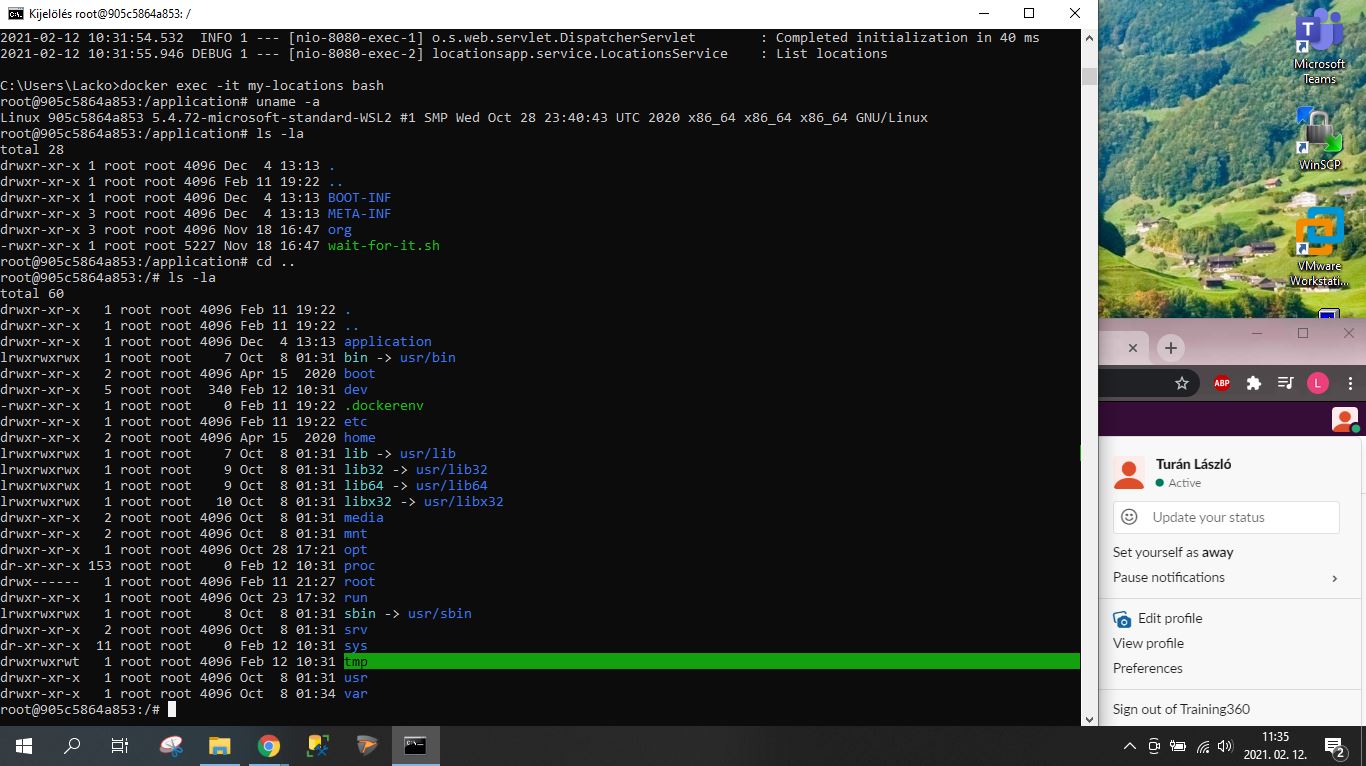 Kijelölés root@905c5864a853: /
2021-02-12 10:31:54.532  INFO 1 --- [nio-8080-exec-1] o.s.web.servlet.DispatcherServlet        : Completed initialization in 40 ms
2021-02-12 10:31:55.946 DEBUG 1 --- [nio-8080-exec-2] locationsapp.service.LocationsService    : List locations
C:\Users\Lacko>docker exec -it my-locations bash
root@905c5864a853:/application# uname -a
Linux 905c5864a853 5.4.72-microsoft-standard-WSL2 #1 SMP Wed Oct 28 23:40:43 UTC 2020 x86_64 x86_64 x86_64 GNU/Linux
root@905c5864a853:/application# ls -la
total 28
drwxr-xr-x 1 root root 4096 Dec  4 13:13 .
drwxr-xr-x 1 root root 4096 Feb 11 19:22 ..
drwxr-xr-x 1 root root 4096 Dec  4 13:13 BOOT-INF
drwxr-xr-x 3 root root 4096 Dec  4 13:13 META-INF
drwxr-xr-x 3 root root 4096 Nov 18 16:47 org
-rwxr-xr-x 1 root root 5227 Nov 18 16:47 wait-for-it.sh
root@905c5864a853:/application# cd ..
root@905c5864a853:/# ls -la
total 60
drwxr-xr-x   1 root root 4096 Feb 11 19:22 .
drwxr-xr-x   1 root root 4096 Feb 11 19:22 ..
drwxr-xr-x   1 root root 4096 Dec  4 13:13 application
lrwxrwxrwx   1 root root    7 Oct  8 01:31 bin -> usr/bin
drwxr-xr-x   2 root root 4096 Apr 15  2020 boot
drwxr-xr-x   5 root root  340 Feb 12 10:31 dev
-rwxr-xr-x   1 root root    0 Feb 11 19:22 .dockerenv
drwxr-xr-x   1 root root 4096 Feb 11 19:22 etc
drwxr-xr-x   2 root root 4096 Apr 15  2020 home
lrwxrwxrwx   1 root root    7 Oct  8 01:31 lib -> usr/lib
lrwxrwxrwx   1 root root    9 Oct  8 01:31 lib32 -> usr/lib32
lrwxrwxrwx   1 root root    9 Oct  8 01:31 lib64 -> usr/lib64
lrwxrwxrwx   1 root root   10 Oct  8 01:31 libx32 -> usr/libx32
drwxr-xr-x   2 root root 4096 Oct  8 01:31 media
drwxr-xr-x   2 root root 4096 Oct  8 01:31 mnt
drwxr-xr-x   1 root root 4096 Oct 28 17:21 opt
dr-xr-xr-x 153 root root    0 Feb 12 10:31 proc
drwx------   1 root root 4096 Feb 11 21:27 root
drwxr-xr-x   1 root root 4096 Oct 23 17:32 run
lrwxrwxrwx   1 root root    8 Oct  8 01:31 sbin -> usr/sbin
drwxr-xr-x   2 root root 4096 Oct  8 01:31 srv
dr-xr-xr-x  11 root root    0 Feb 12 10:31 sys
drwxrwxrwt   1 root root 4096 Feb 12 10:31 tmp
drwxr-xr-x   1 root root 4096 Oct  8 01:31 usr
drwxr-xr-x   1 root root 4096 Oct  8 01:34 var
root@905c5864a853:/#
Microsoft
Teams
WinSCP
VMware
Workstati...
ABP
L
Turán László
Active
Update your status
Set yourself as away
Pause notifications
Edit profile
View profile
Preferences
Sign out of Training360
11:35
2021. 02. 12.
2